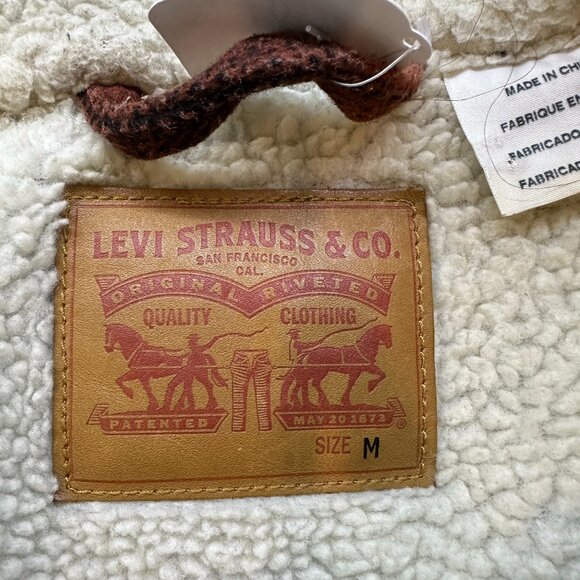 LEVI STRAUSS & CO.
SAN FRANCISCO
CAL.
ORIGINAL RIVETED
QUALITY CLOTHING
PATENTED MAY 20 1873
®
SIZE M
MADE IN CHI
FABRIQUE EN
FABRICADO
FABRICAD